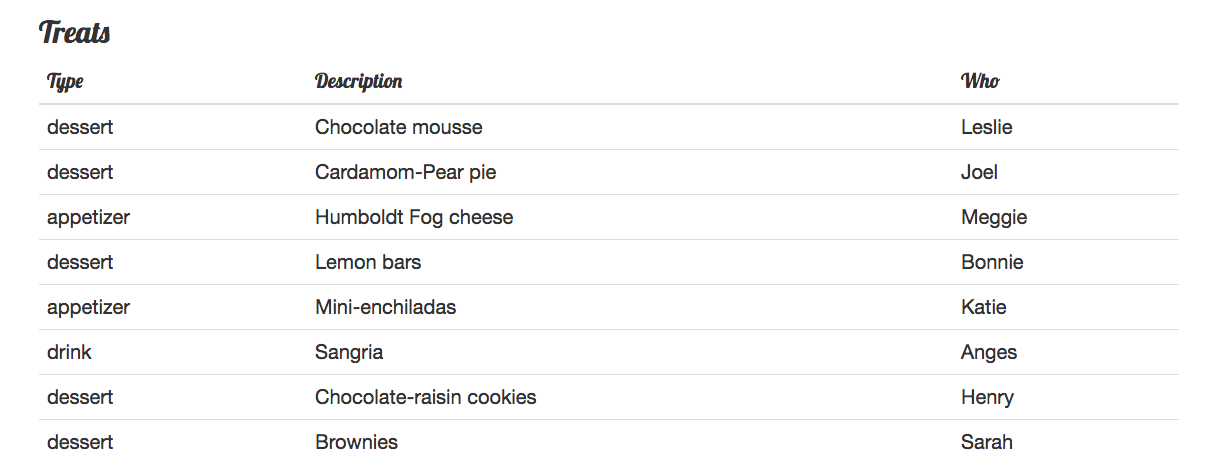 Treats
Type Description Who
dessert Chocolate mousse Leslie
dessert Cardamom-Pear pie Joel
appetizer Humboldt Fog cheese Meggie
dessert Lemon bars Bonnie
appetizer Mini-enchiladas Katie
drink Sangria Anges
dessert Chocolate-raisin cookies Henry
dessert Brownies Sarah